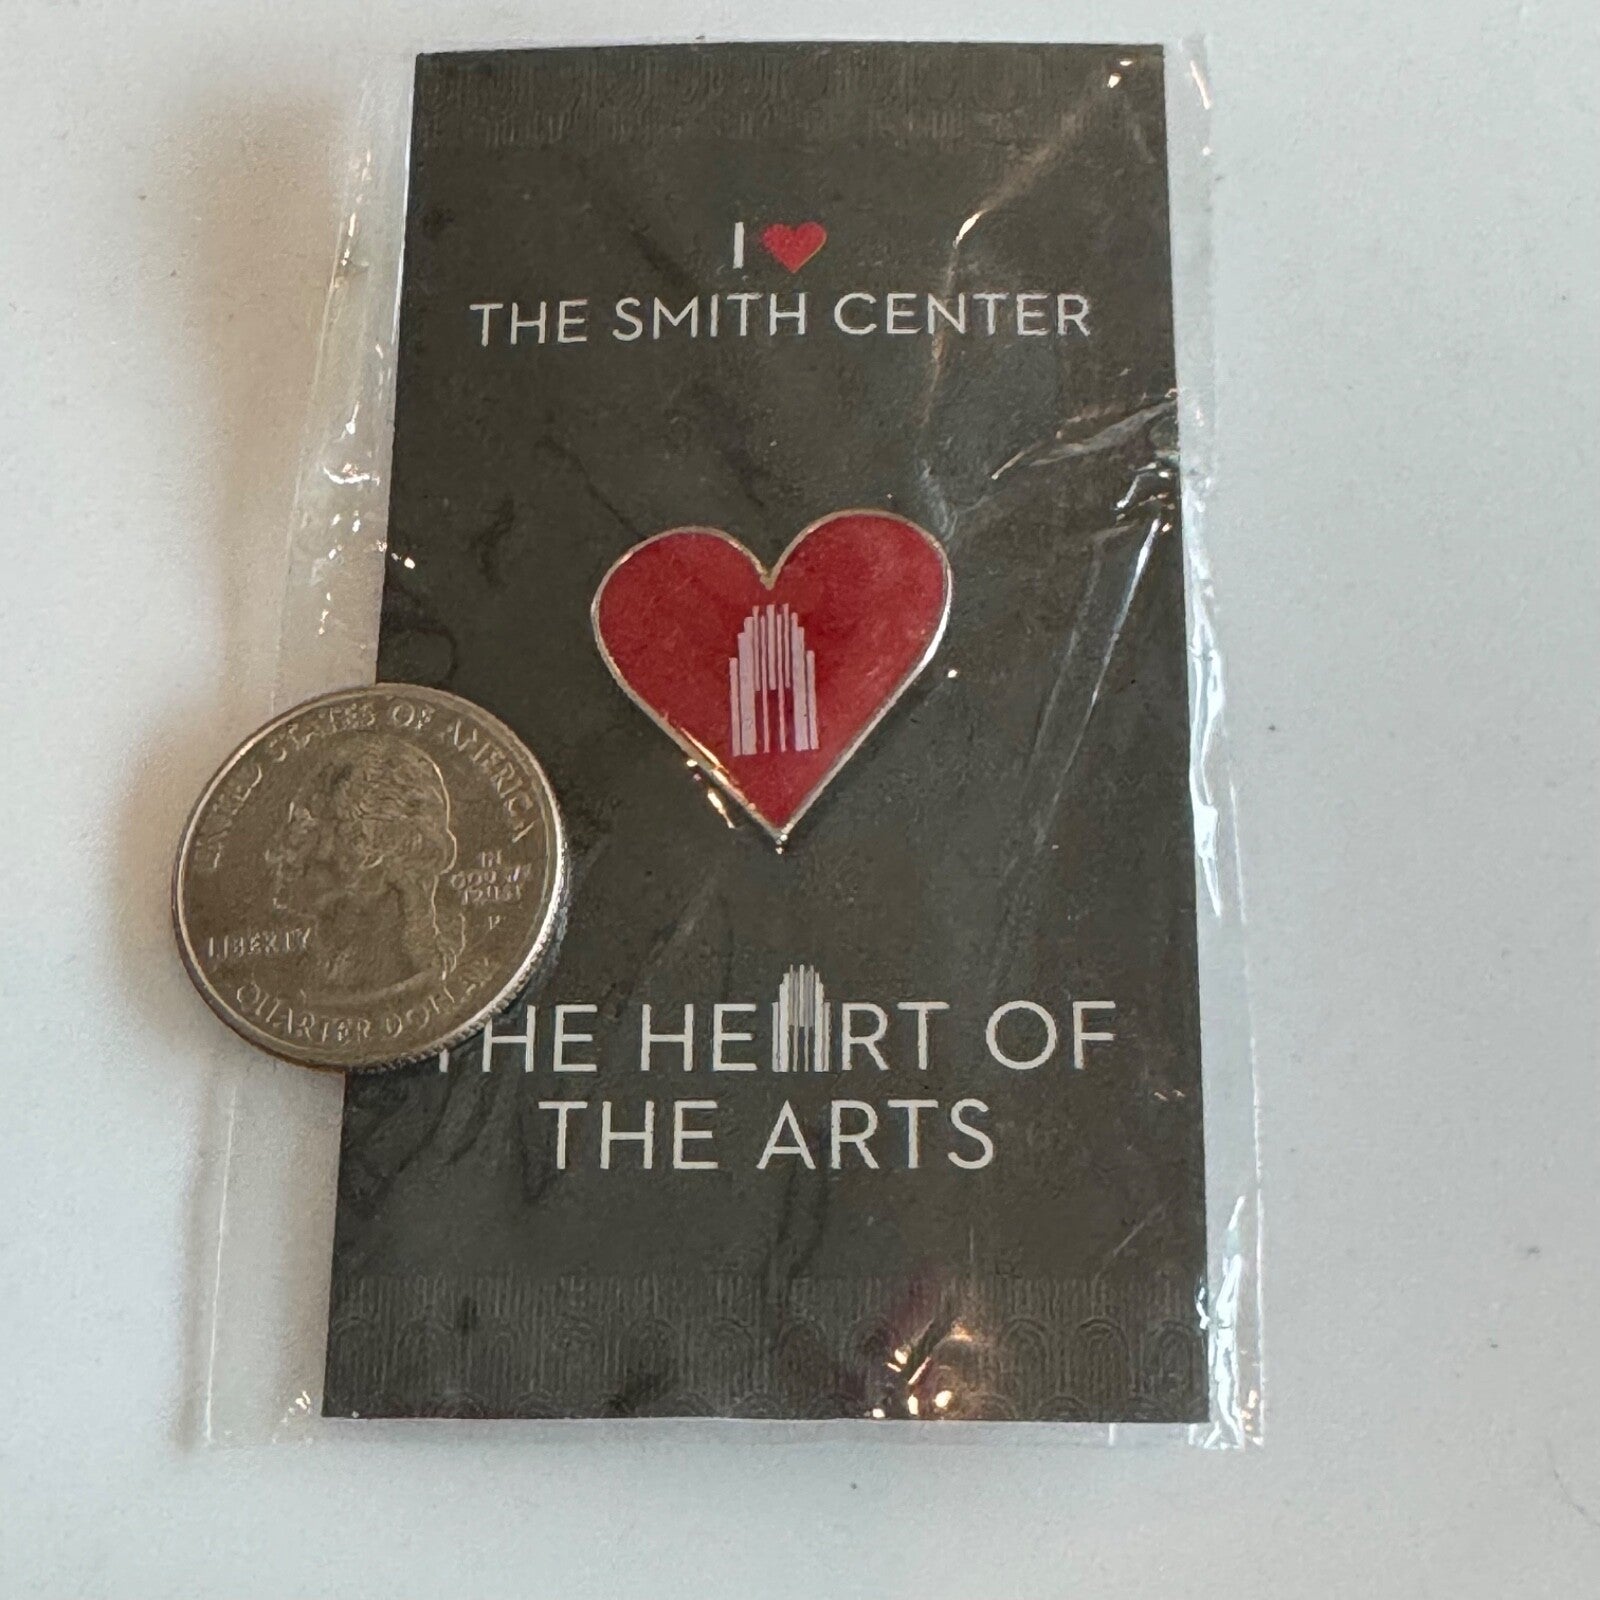 I ❤
THE SMITH CENTER
UNITED STATES OF AMERICA
IN
GOD WE
TRUST
P
LIBERTY
QUARTER DOLLAR
THE HEART OF
THE ARTS